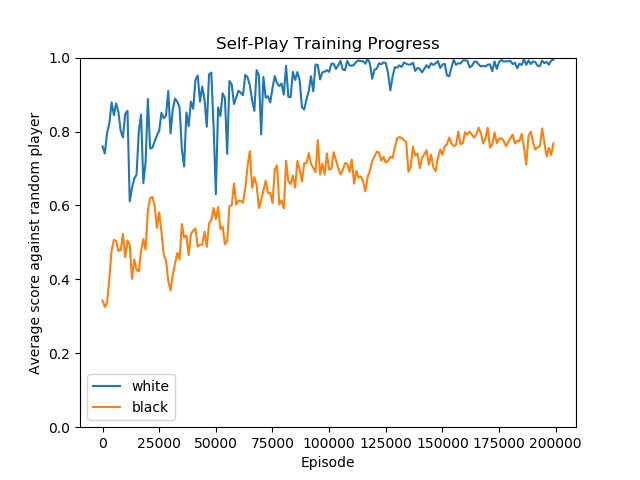 Self-Play Training Progress
Average score against random player
1.0
0.8
0.6
0.4
0.2
0.0
white
black
0 25000 50000 75000 100000 125000 150000 175000 200000
Episode